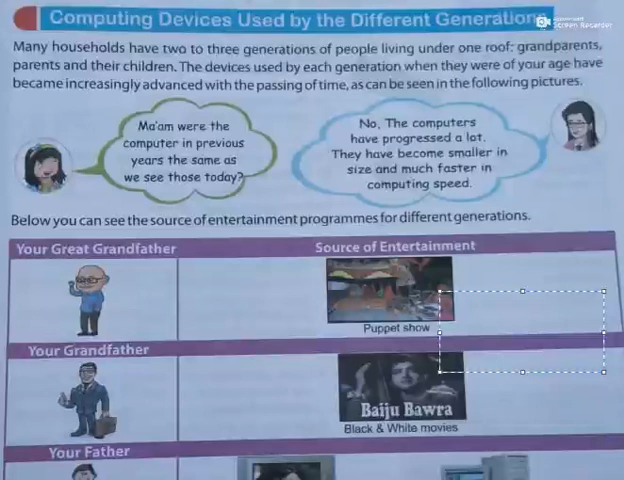 Computing Devices Used by the Different Generations
Screen Recorder
Many households have two to three generations of people living under one roof: grandparents,
parents and their children. The devices used by each generation when they were of your age have
became increasingly advanced with the passing of time, as can be seen in the following pictures.
Ma'am were the
computer in previous
years the same as
we see those today?
No, The computers
have progressed a lot.
They have become smaller in
size and much faster in
computing speed.
Below you can see the source of entertainment programmes for different generations.
Your Great Grandfather
Source of Entertainment
Puppet show
Your Grandfather
Baiju Bawra
Black & White movies
Your Father